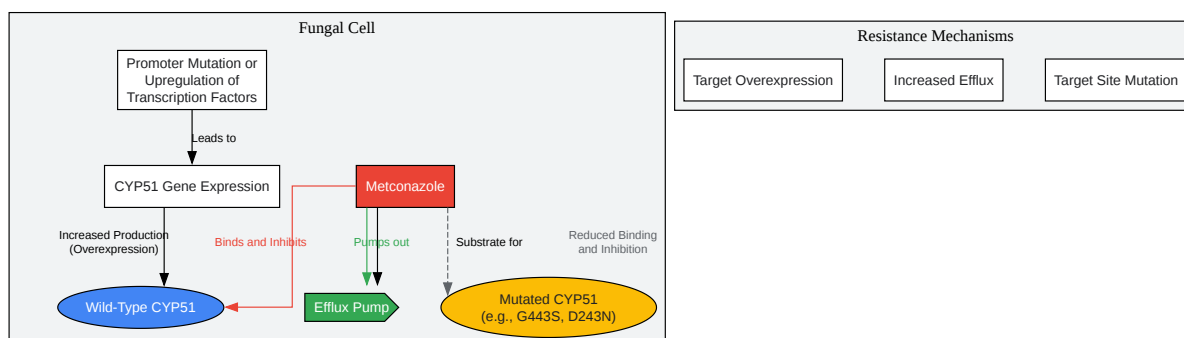 Fungal Cell
Promoter Mutation or
Upregulation of
Transcription Factors
Leads to
CYP51 Gene Expression
Metconazole
Increased Production
(Overexpression)
Binds and Inhibits
Pumps out
Substrate for
Reduced Binding
and Inhibition
Wild-Type CYP51
Efflux Pump
Mutated CYP51
(e.g., G443S, D243N)
Resistance Mechanisms
Target Overexpression
Increased Efflux
Target Site Mutation